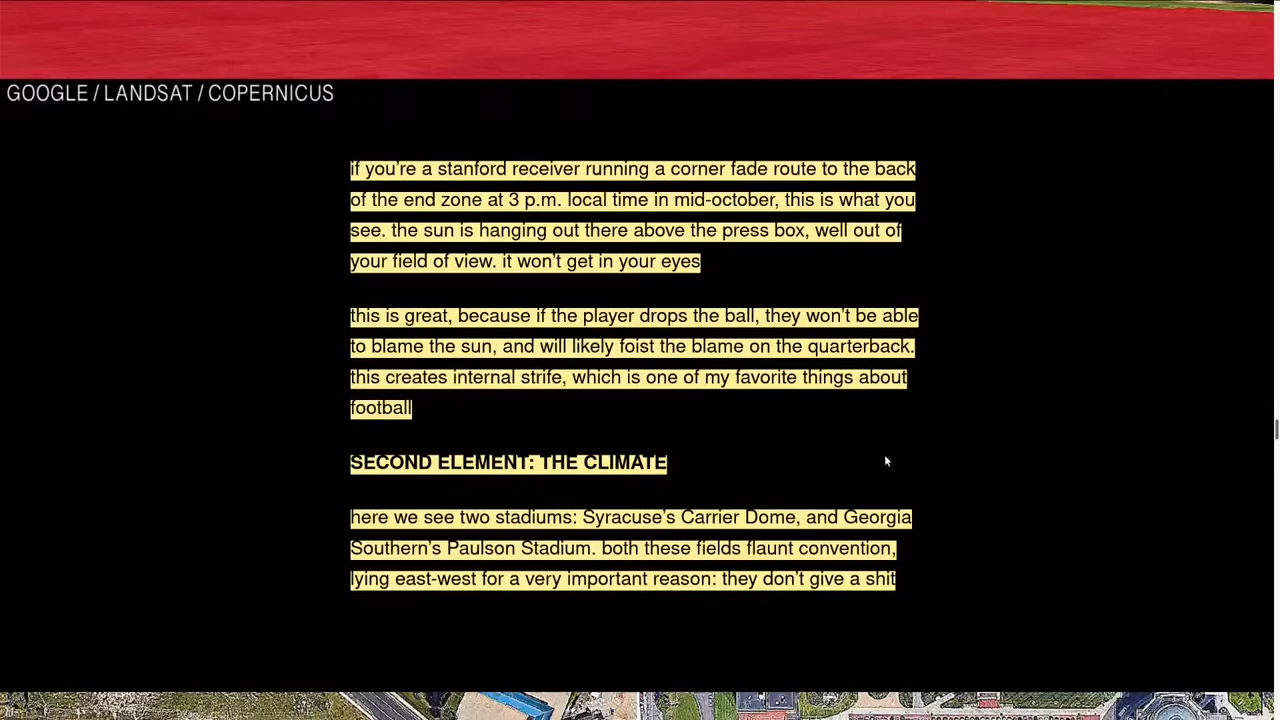 GOOGLE / LANDSAT / COPERNICUS
if you’re a stanford receiver running a corner fade route to the back
of the end zone at 3 p.m. local time in mid-october, this is what you
see. the sun is hanging out there above the press box, well out of
your field of view. it won’t get in your eyes
this is great, because if the player drops the ball, they won’t be able
to blame the sun, and will likely foist the blame on the quarterback.
this creates internal strife, which is one of my favorite things about
football
SECOND ELEMENT: THE CLIMATE
here we see two stadiums: Syracuse’s Carrier Dome, and Georgia
Southern’s Paulson Stadium. both these fields flaunt convention,
lying east-west for a very important reason: they don’t give a shit